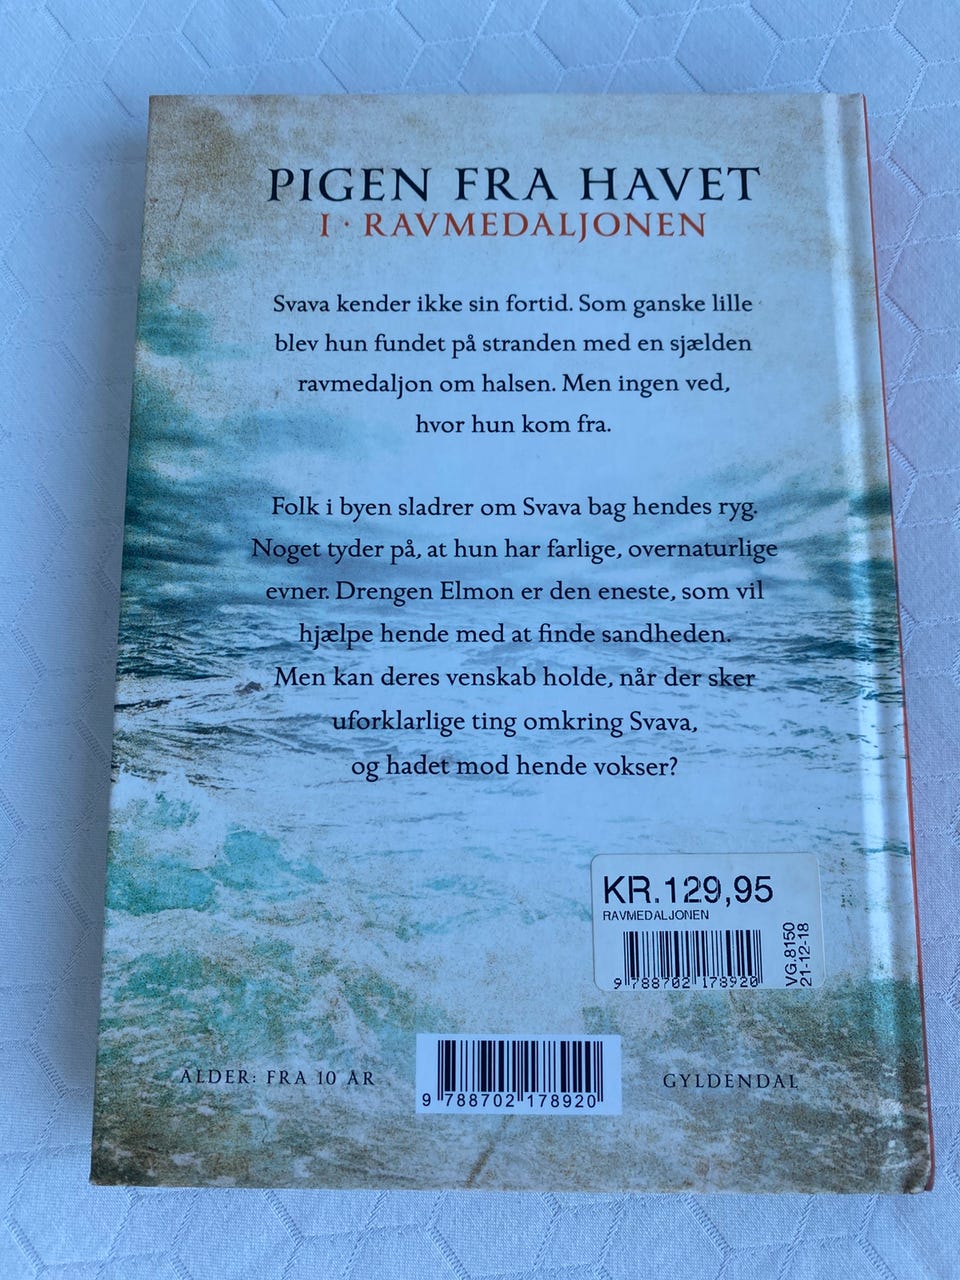 PIGEN FRA HAVET
I · RAVMEDALJONEN
Svava kender ikke sin fortid. Som ganske lille
blev hun fundet på stranden med en sjælden
ravmedaljon om halsen. Men ingen ved,
hvor hun kom fra.
Folk i byen sladrer om Svava bag hendes ryg.
Noget tyder på, at hun har farlige, overnaturlige
evner. Drengen Elmon er den eneste, som vil
hjælpe hende med at finde sandheden.
Men kan deres venskab holde, når der sker
uforklarlige ting omkring Svava,
og hadet mod hende vokser?
KR.129,95
RAVMEDALJONEN
9 788702 178920
VG.8150
21-12-18
ALDER: FRA 10 ÅR
9 788702 178920
GYLDENDAL